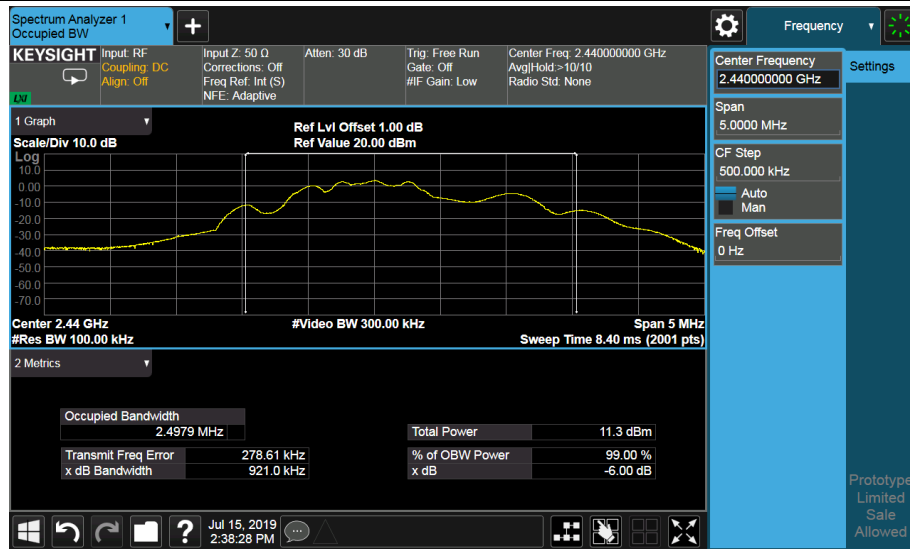 Spectrum Analyzer 1
Occupied BW
Frequency
KEYSIGHT
LXI
Input: RF
Coupling: DC
Align: Off
Input Z: 50 Ω
Corrections: Off
Freq Ref: Int (S)
NFE: Adaptive
Atten: 30 dB
Trig: Free Run
Gate: Off
#IF Gain: Low
Center Freq: 2.440000000 GHz
Avg|Hold:>10/10
Radio Std: None
Center Frequency
2.440000000 GHz
Span
5.0000 MHz
CF Step
500.000 kHz
Auto
Man
Freq Offset
0 Hz
Settings
1 Graph
Scale/Div 10.0 dB
Ref Lvl Offset 1.00 dB
Ref Value 20.00 dBm
Log
10.0
0.00
-10.0
-20.0
-30.0
-40.0
-50.0
-60.0
-70.0
Center 2.44 GHz
#Res BW 100.00 kHz
#Video BW 300.00 kHz
Span 5 MHz
Sweep Time 8.40 ms (2001 pts)
2 Metrics
Occupied Bandwidth
2.4979 MHz
Transmit Freq Error 278.61 kHz
x dB Bandwidth 921.0 kHz
Total Power 11.3 dBm
% of OBW Power 99.00 %
x dB -6.00 dB
Prototype
Limited
Sale
Allowed
?
Jul 15, 2019
2:38:28 PM